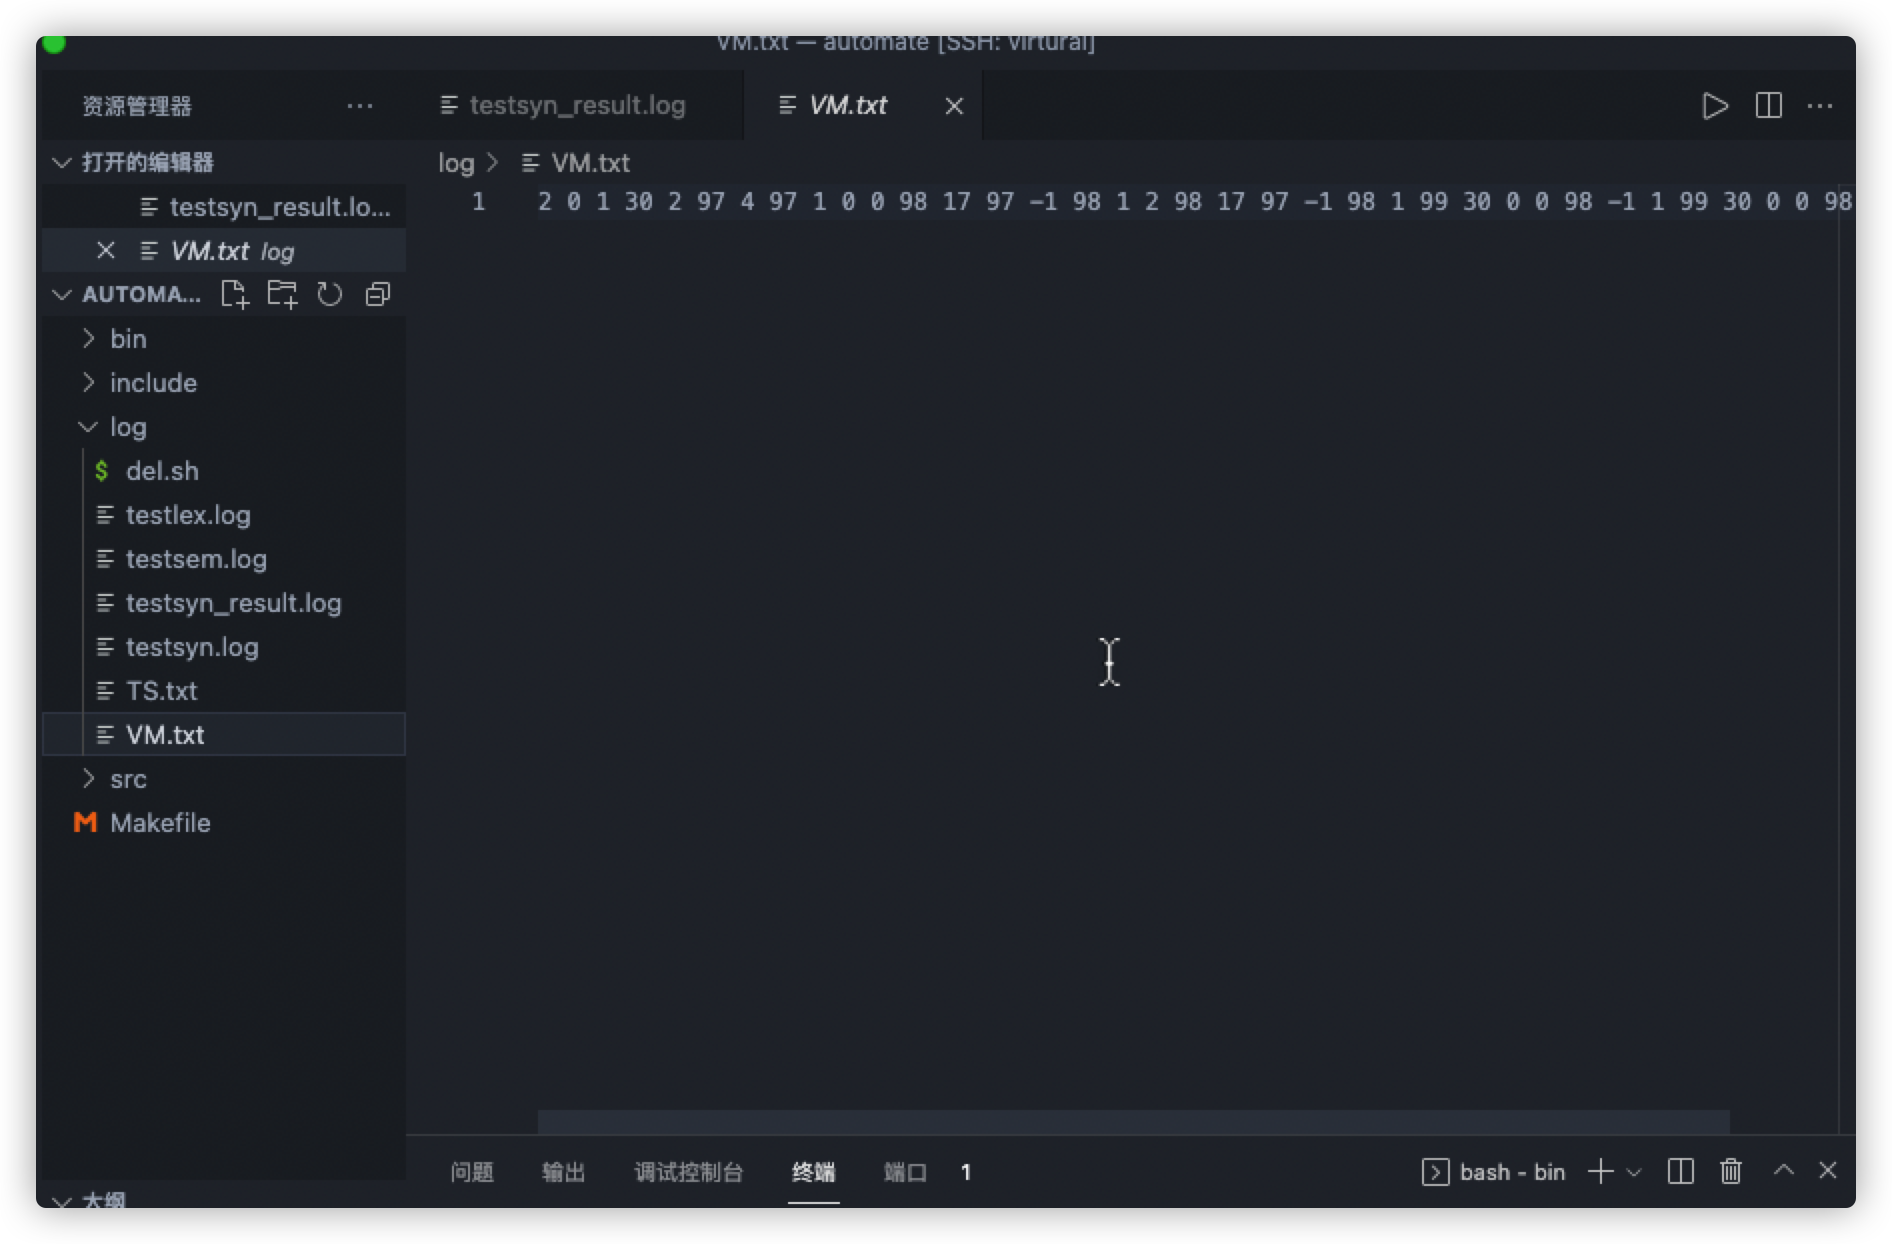 VM.txt — automate [SSH: virtural]
资源管理器
testsyn_result.log
VM.txt
打开的编辑器
testsyn_result.lo...
VM.txt log
AUTOMA...
bin
include
log
del.sh
testlex.log
testsem.log
testsyn_result.log
testsyn.log
TS.txt
VM.txt
src
Makefile
大纲
log > VM.txt
1 2 0 1 30 2 97 4 97 1 0 0 98 17 97 -1 98 1 2 98 17 97 -1 98 1 99 30 0 0 98 -1 1 99 30 0 0 98
问题 输出 调试控制台 终端 端口 1
bash - bin